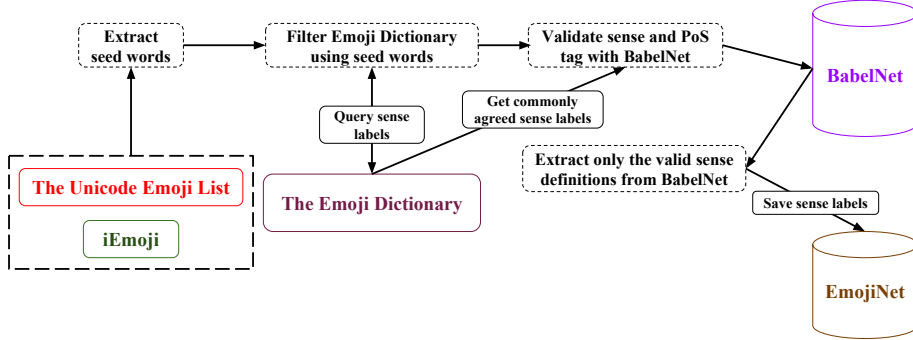 Extract
seed words
Filter Emoji Dictionary
using seed words
Validate sense and PoS
tag with BabelNet
BabelNet
Query sense
labels
Get commonly
agreed sense labels
Extract only the valid sense
definitions from BabelNet
The Unicode Emoji List
iEmoji
The Emoji Dictionary
Save sense labels
EmojiNet